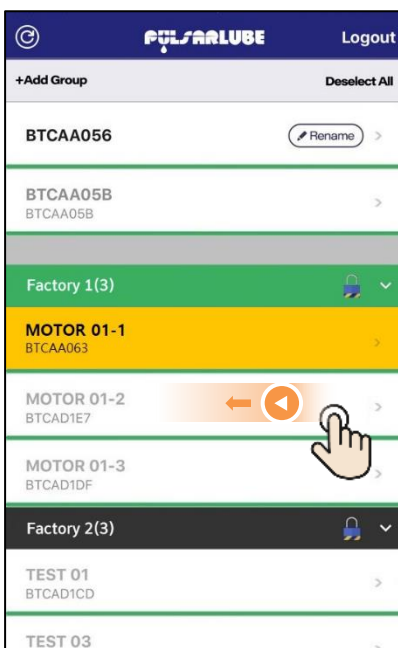 PULSARLUBE Logout
+Add Group Deselect All
BTCAA056 Rename
BTCAA05B
BTCAA05B
Factory 1(3)
MOTOR 01-1
BTCAA063
MOTOR 01-2
BTCAD1E7
MOTOR 01-3
BTCAD1DF
Factory 2(3)
TEST 01
BTCAD1CD
TEST 03